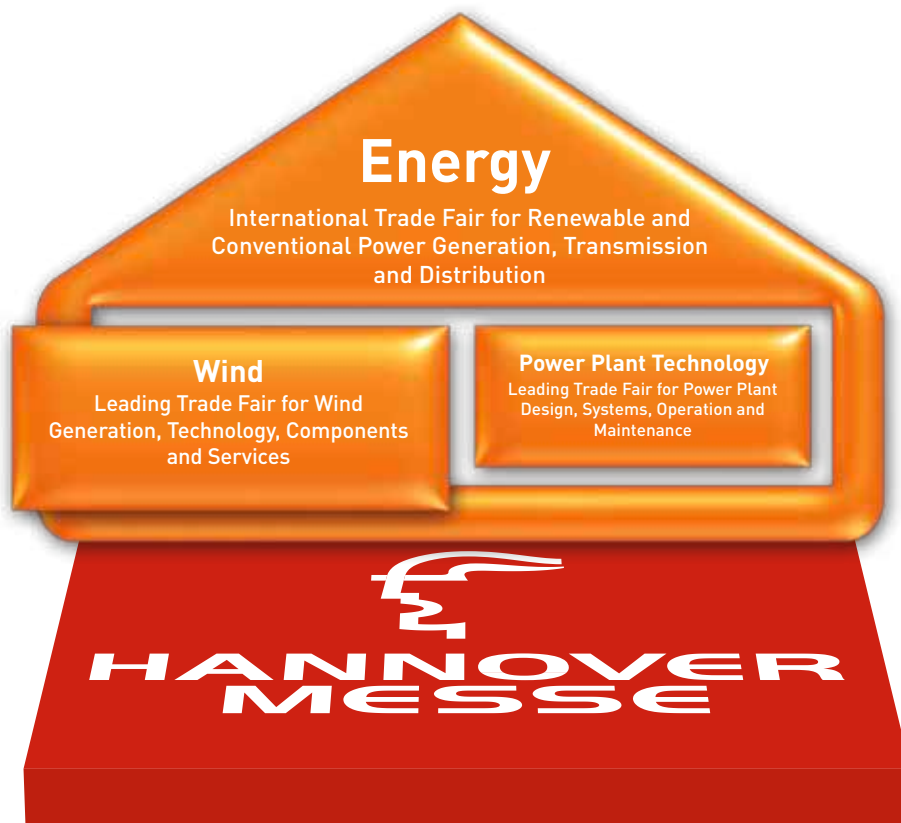 Energy
International Trade Fair for Renewable and
Conventional Power Generation, Transmission
and Distribution
Wind
Leading Trade Fair for Wind
Generation, Technology, Components
and Services
Power Plant Technology
Leading Trade Fair for Power Plant
Design, Systems, Operation and
Maintenance
HANNOVER
MESSE